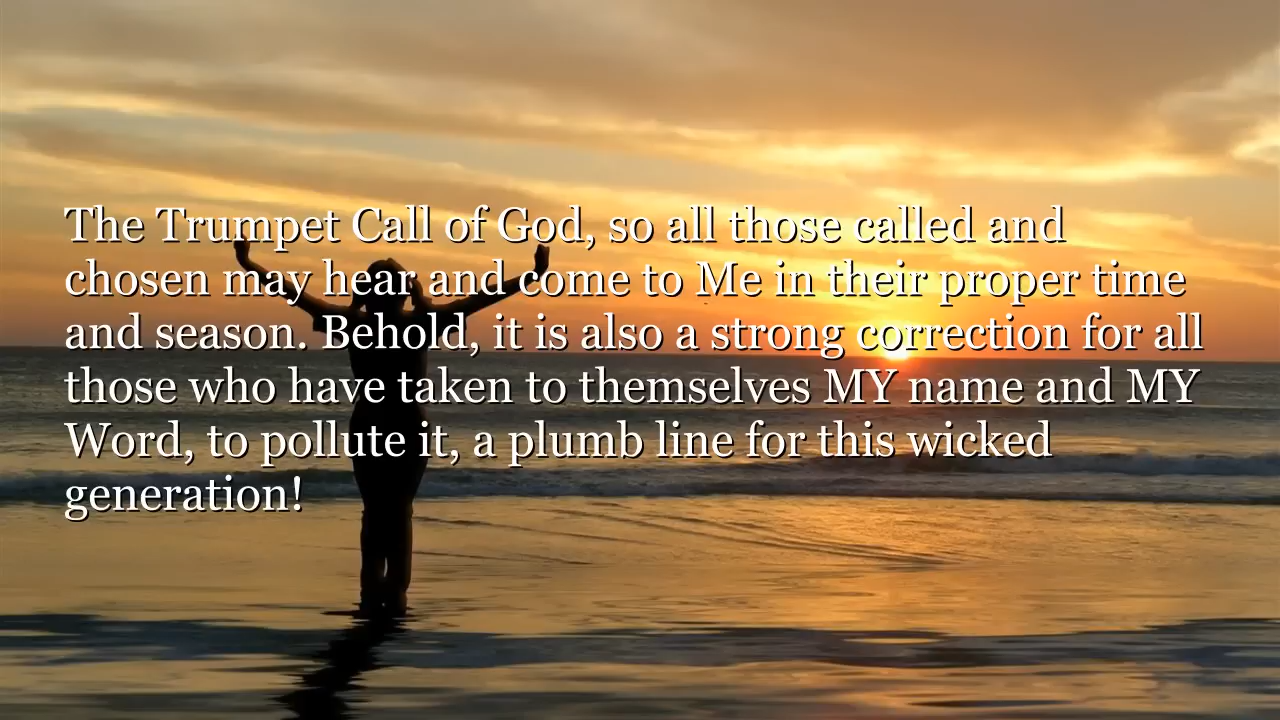 The Trumpet Call of God, so all those called and
chosen may hear and come to Me in their proper time
and season. Behold, it is also a strong correction for all
those who have taken to themselves MY name and MY
Word, to pollute it, a plumb line for this wicked
generation!